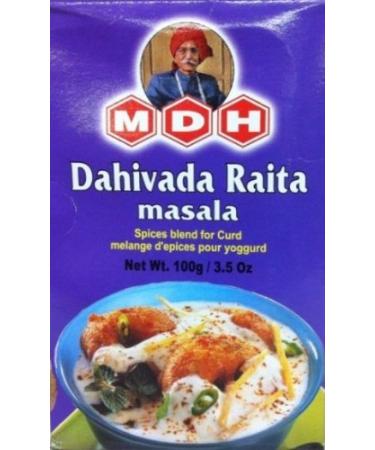 MDH
Dahivada Raita
masala
Spices blend for Curd
melange d'epices pour yoggurd
Net Wt. 100g / 3.5 Oz